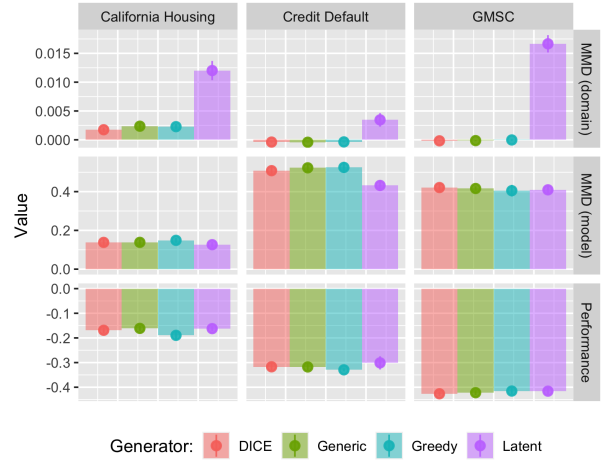 California Housing
Credit Default
GMSC
0.015
0.010
0.005
0.000
MMD (domain)
0.4
0.2
0.0
MMD (model)
0.0
-0.1
-0.2
-0.3
-0.4
Performance
Value
Generator: DICE Generic Greedy Latent